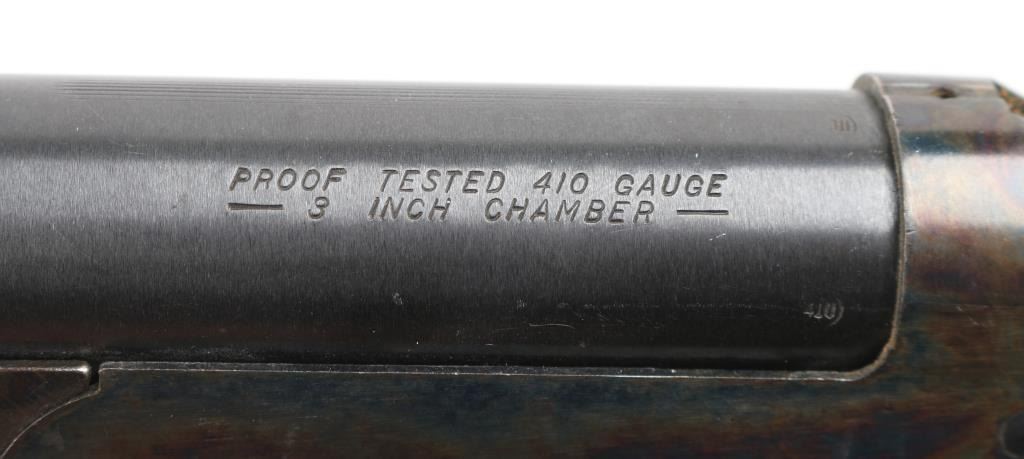 PROOF TESTED 410 GAUGE
— 3 INCH CHAMBER —